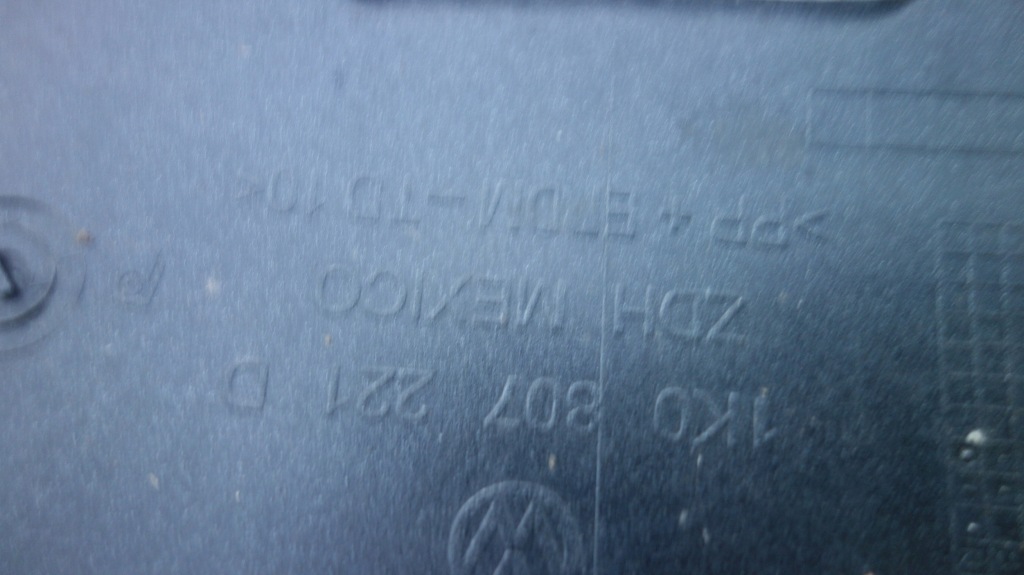 1K0 807 221 D
ZDH MEXICO
>PP+EPDM-TD10<